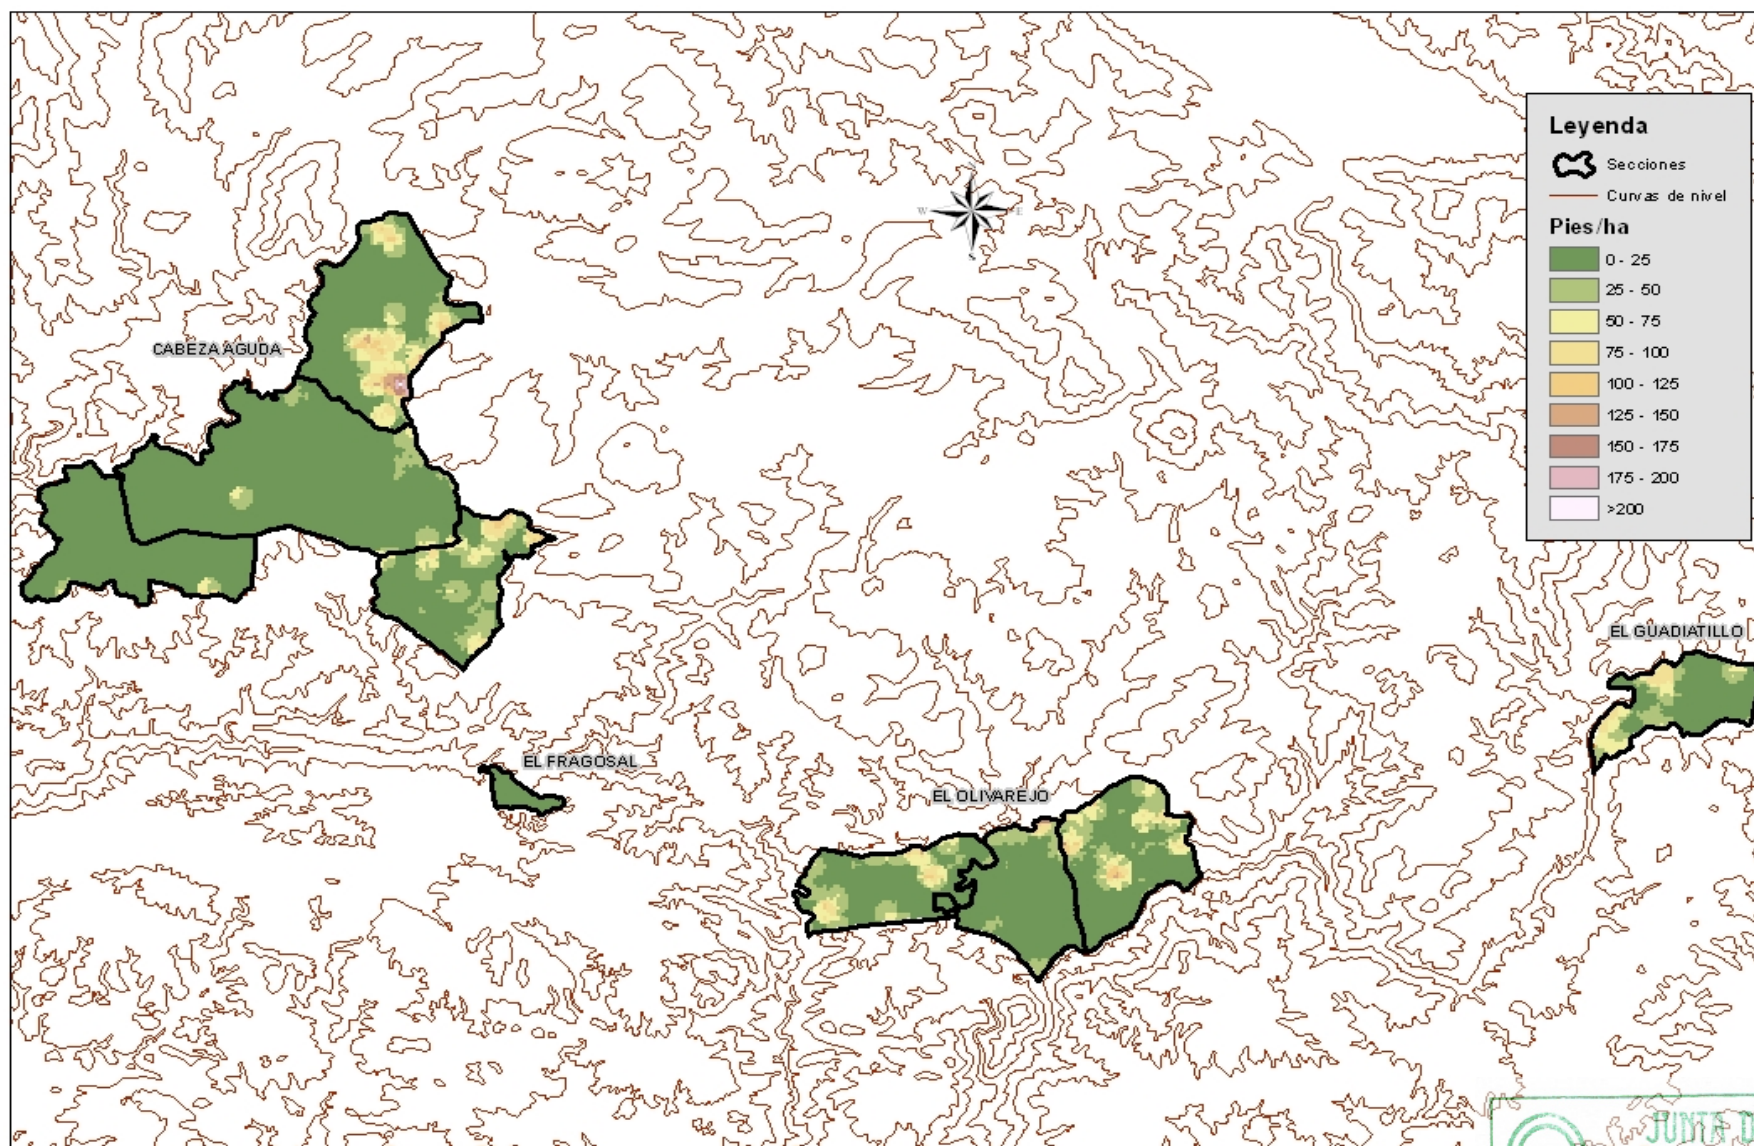 Leyenda
Secciones
Curvas de nivel
Pies/ha
0 - 25
25 - 50
50 - 75
75 - 100
100 - 125
125 - 150
150 - 175
175 - 200
>200
W
E
S
CABEZA AGUDA
EL GUADIATILLO
EL FRAGOSAL
EL OLIVAREJO
JUNTA D